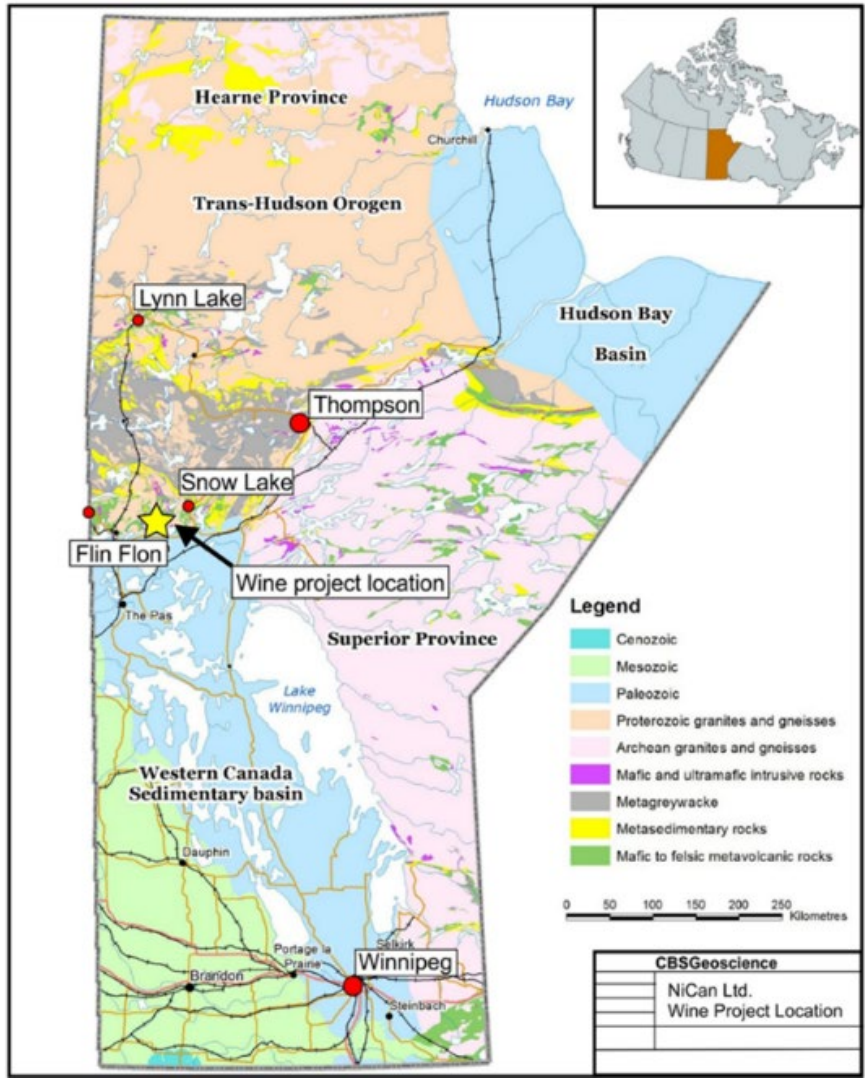 Hearne Province
Hudson Bay
Churchill
Trans-Hudson Orogen
Lynn Lake
Hudson Bay
Basin
Thompson
Snow Lake
Flin Flon
Wine project location
The Pas
Superior Province
Lake
Winnipeg
Western Canada
Sedimentary basin
Dauphin
Portage la
Prairie
Selkirk
Winnipeg
Brandon
Steinbach
Legend
Cenozoic
Mesozoic
Paleozoic
Proterozoic granites and gneisses
Archean granites and gneisses
Mafic and ultramafic intrusive rocks
Metagreywacke
Metasedimentary rocks
Mafic to felsic metavolcanic rocks
0 50 100 150 200 250
Kilometres
CBSGeoscience
NiCan Ltd.
Wine Project Location